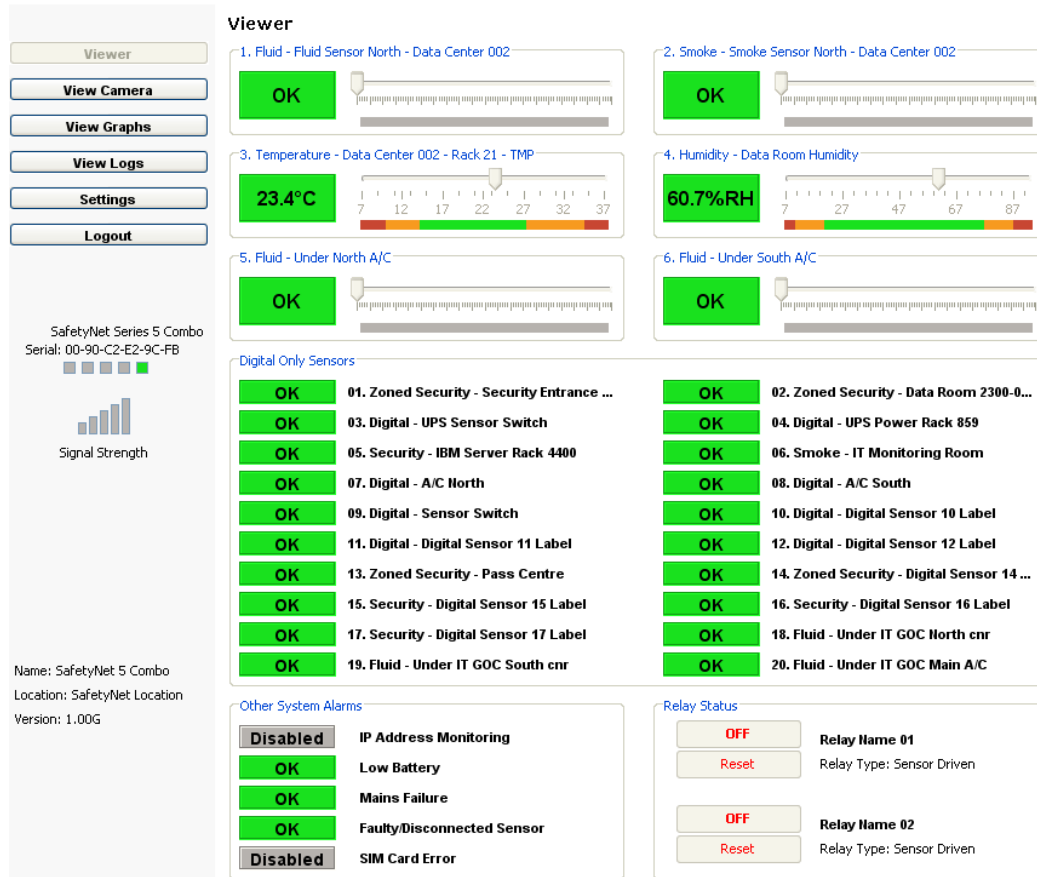 Viewer
Viewer
View Camera
View Graphs
View Logs
Settings
Logout
SafetyNet Series 5 Combo
Serial: 00-90-C2-E2-9C-FB
Signal Strength
Name: SafetyNet 5 Combo
Location: SafetyNet Location
Version: 1.00G
1. Fluid - Fluid Sensor North - Data Center 002
OK
2. Smoke - Smoke Sensor North - Data Center 002
OK
3. Temperature - Data Center 002 - Rack 21 - TMP
23.4°C
7 12 17 22 27 32 37
4. Humidity - Data Room Humidity
60.7%RH
7 27 47 67 87
5. Fluid - Under North A/C
OK
6. Fluid - Under South A/C
OK
Digital Only Sensors
OK 01. Zoned Security - Security Entrance ...
OK 02. Zoned Security - Data Room 2300-0...
OK 03. Digital - UPS Sensor Switch
OK 04. Digital - UPS Power Rack 859
OK 05. Security - IBM Server Rack 4400
OK 06. Smoke - IT Monitoring Room
OK 07. Digital - A/C North
OK 08. Digital - A/C South
OK 09. Digital - Sensor Switch
OK 10. Digital - Digital Sensor 10 Label
OK 11. Digital - Digital Sensor 11 Label
OK 12. Digital - Digital Sensor 12 Label
OK 13. Zoned Security - Pass Centre
OK 14. Zoned Security - Digital Sensor 14 ...
OK 15. Security - Digital Sensor 15 Label
OK 16. Security - Digital Sensor 16 Label
OK 17. Security - Digital Sensor 17 Label
OK 18. Fluid - Under IT GOC North cnr
OK 19. Fluid - Under IT GOC South cnr
OK 20. Fluid - Under IT GOC Main A/C
Other System Alarms
Disabled IP Address Monitoring
OK Low Battery
OK Mains Failure
OK Faulty/Disconnected Sensor
Disabled SIM Card Error
Relay Status
OFF
Relay Name 01
Reset
Relay Type: Sensor Driven
OFF
Relay Name 02
Reset
Relay Type: Sensor Driven